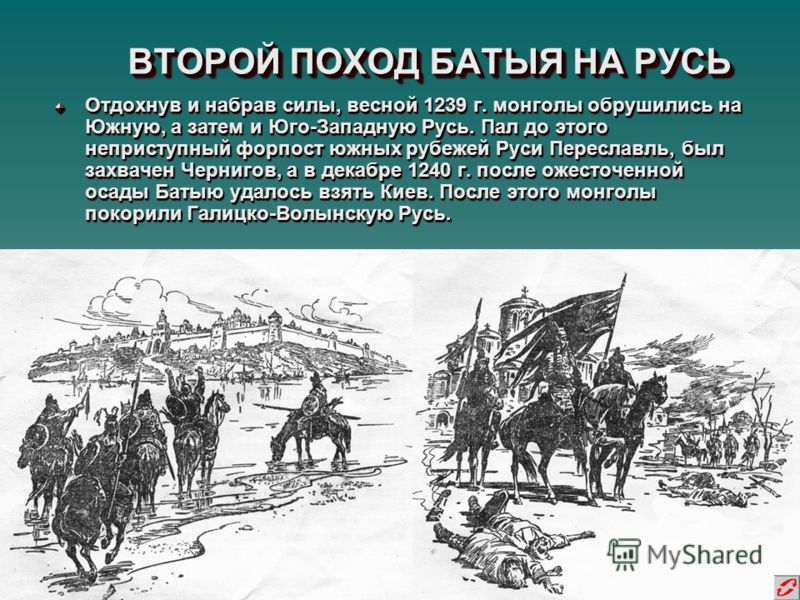 ВТОРОЙ ПОХОД БАТЫЯ НА РУСЬ
Отдохнув и набрав силы, весной 1239 г. монголы обрушились на
Южную, а затем и Юго-Западную Русь. Пал до этого
неприступный форпост южных рубежей Руси Переславль, был
захвачен Чернигов, а в декабре 1240 г. после ожесточенной
осады Батыю удалось взять Киев. После этого монголы
покорили Галицко-Волынскую Русь.
MyShared